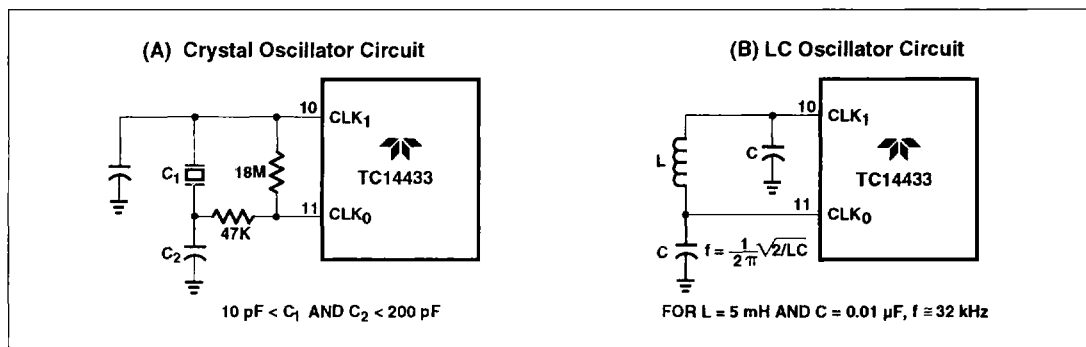 (A) Crystal Oscillator Circuit
10
CLK₁
C₁
18M
TC14433
11
CLK₀
47K
C₂
10 pF < C₁ AND C₂ < 200 pF
(B) LC Oscillator Circuit
10
CLK₁
C
L
TC14433
11
CLK₀
C
f = 1/2π √2/LC
FOR L = 5 mH AND C = 0.01 µF, f ≅ 32 kHz